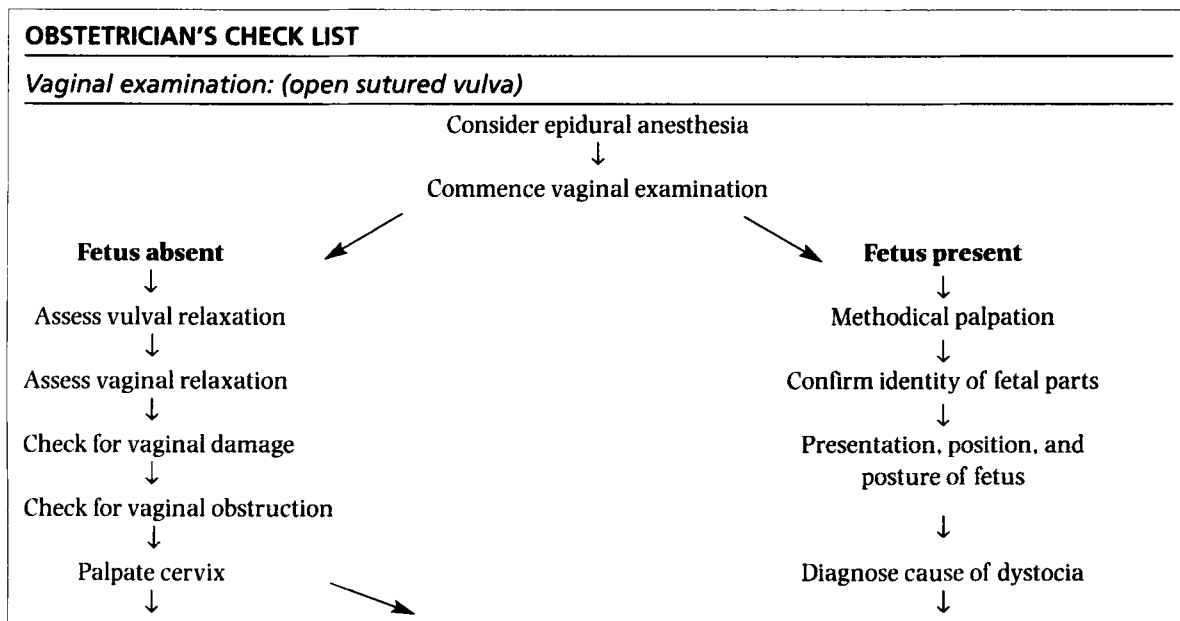 OBSTETRICIAN'S CHECK LIST
Vaginal examination: (open sutured vulva)
Consider epidural anesthesia
↓
Commence vaginal examination
Fetus absent
↓
Assess vulval relaxation
↓
Assess vaginal relaxation
↓
Check for vaginal damage
↓
Check for vaginal obstruction
↓
Palpate cervix
↓
Fetus present
↓
Methodical palpation
↓
Confirm identity of fetal parts
↓
Presentation, position, and
posture of fetus
↓
Diagnose cause of dystocia
↓